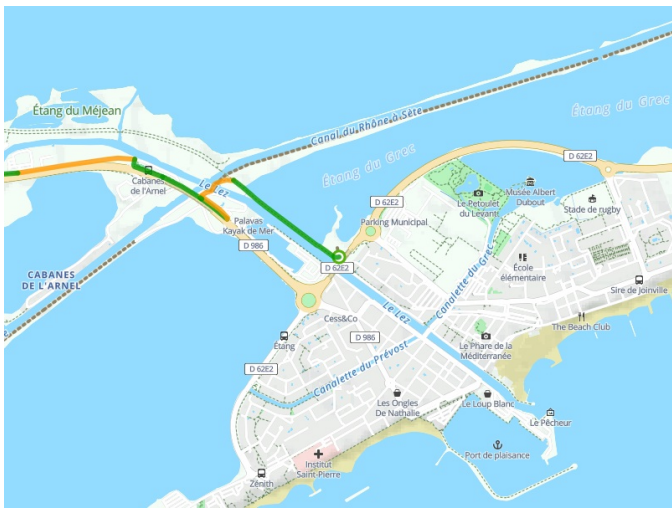 Étang du Méjean
Canal du Rhône à Sète
Étang du Grec
Étang du Grec
D 62E2
Cabanes
de l'Arnel
Le Lez
Musée Albert
Dubout
Le Petoulet
du Levant
Stade de rugby
D 62E2
Parking Municipal
Palavas
Kayak de Mer
D 986
D 62E2
CABANES
DE L'ARNEL
École
élémentaire
Canalette du Grec
Sire de Joinville
Le Lez
Cess&Co
The Beach Club
Étang
D 986
Le Phare de la
Méditerranée
D 62E2
Canalette du Prévost
Les Ongles
De Nathalie
Le Loup Blanc
Le Pêcheur
Port de plaisance
Institut
Saint-Pierre
Zénith